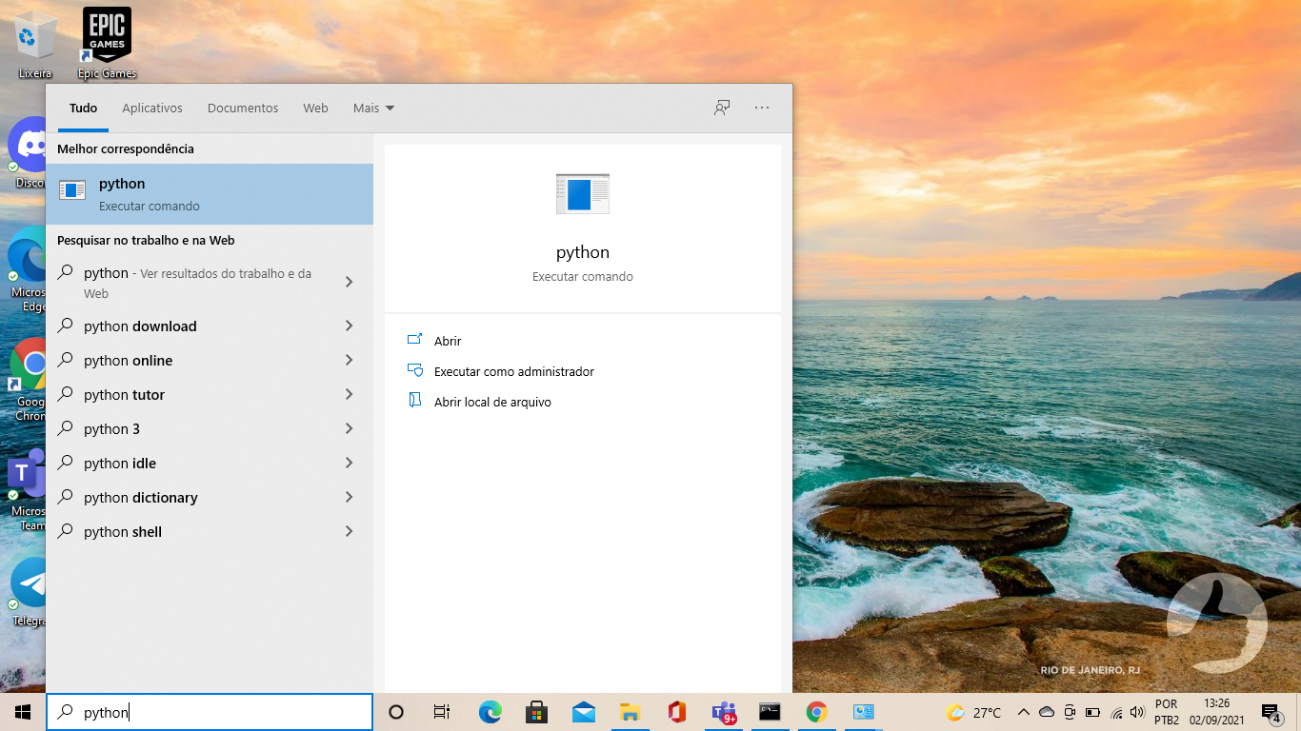 EPIC
GAMES
Lixeira
Epic Games
Tudo
Aplicativos
Documentos
Web
Mais
Melhor correspondência
python
Executar comando
Pesquisar no trabalho e na Web
python - Ver resultados do trabalho e da
Web
python download
python online
python tutor
python 3
python idle
python dictionary
python shell
python
Executar comando
Abrir
Executar como administrador
Abrir local de arquivo
RIO DE JANEIRO, RJ
python
9+
27°C
POR
PTB2
13:26
02/09/2021
4